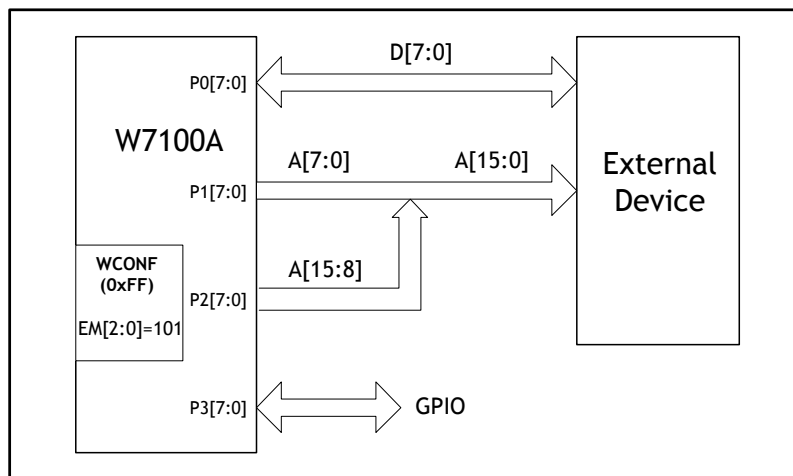 D[7:0]
P0[7:0]
W7100A
A[7:0] A[15:0]
External
Device
P1[7:0]
WCONF
(0xFF)
A[15:8]
P2[7:0]
EM[2:0]=101
P3[7:0]
GPIO